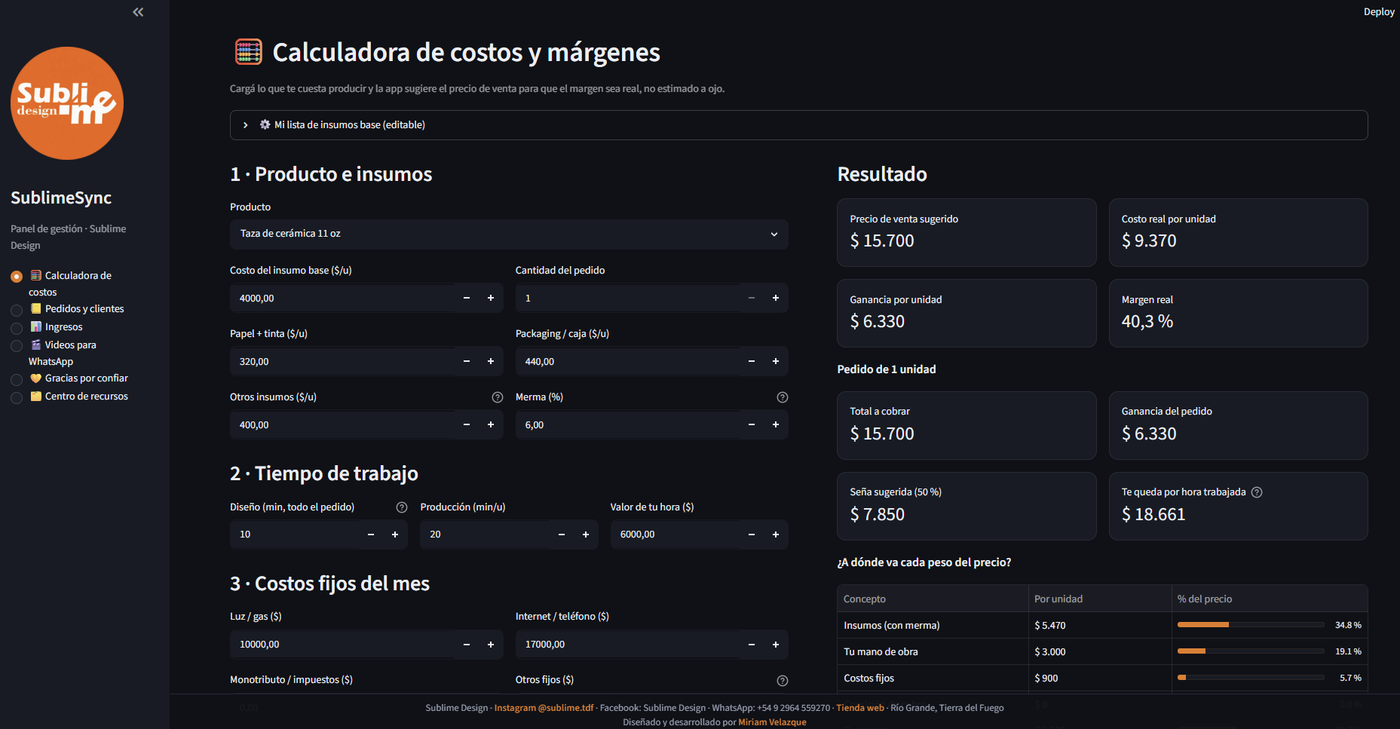 Deploy
Subli
design me
SublimeSync
Panel de gestión · Sublime
Design
Calculadora de
costos
Pedidos y clientes
Ingresos
Videos para
WhatsApp
Gracias por confiar
Centro de recursos
Calculadora de costos y márgenes
Cargá lo que te cuesta producir y la app sugiere el precio de venta para que el margen sea real, no estimado a ojo.
Mi lista de insumos base (editable)
1 · Producto e insumos
Producto
Taza de cerámica 11 oz
Costo del insumo base ($/u) Cantidad del pedido
4000,00 − + 1 − +
Papel + tinta ($/u) Packaging / caja ($/u)
320,00 − + 440,00 − +
Otros insumos ($/u) ? Merma (%) ?
400,00 − + 6,00 − +
2 · Tiempo de trabajo
Diseño (min, todo el pedido) ? Producción (min/u) Valor de tu hora ($)
10 − + 20 − + 6000,00 − +
3 · Costos fijos del mes
Luz / gas ($) Internet / teléfono ($)
10000,00 − + 17000,00 − +
Monotributo / impuestos ($) Otros fijos ($) ?
Resultado
Precio de venta sugerido Costo real por unidad
$ 15.700 $ 9.370
Ganancia por unidad Margen real
$ 6.330 40,3 %
Pedido de 1 unidad
Total a cobrar Ganancia del pedido
$ 15.700 $ 6.330
Seña sugerida (50 %) Te queda por hora trabajada ?
$ 7.850 $ 18.661
¿A dónde va cada peso del precio?
Concepto Por unidad % del precio
Insumos (con merma) $ 5.470 34.8 %
Tu mano de obra $ 3.000 19.1 %
Costos fijos $ 900 5.7 %
Sublime Design · Instagram @sublime.tdf · Facebook: Sublime Design · WhatsApp: +54 9 2964 559270 · Tienda web · Río Grande, Tierra del Fuego
Diseñado y desarrollado por Miriam Velazque